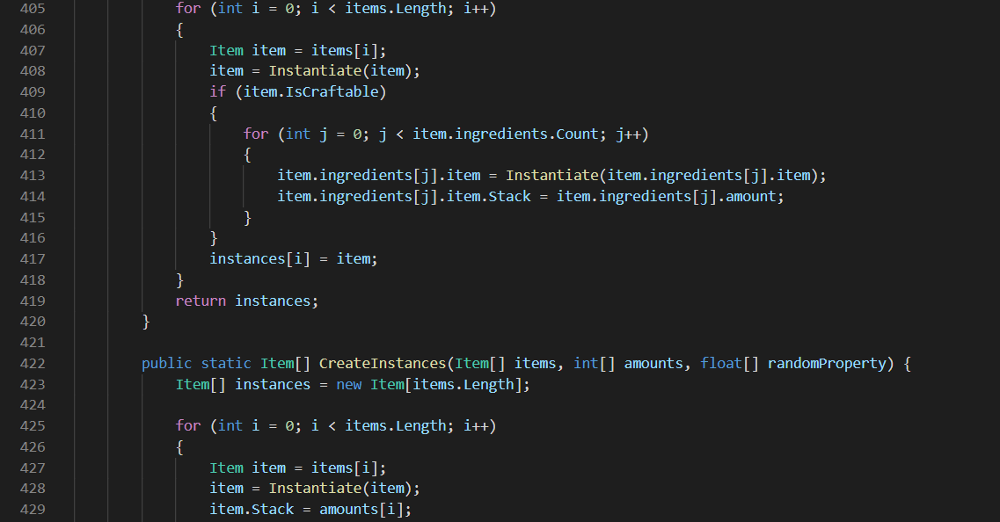 405 for (int i = 0; i < items.Length; i++)
406 {
407 Item item = items[i];
408 item = Instantiate(item);
409 if (item.IsCraftable)
410 {
411 for (int j = 0; j < item.ingredients.Count; j++)
412 {
413 item.ingredients[j].item = Instantiate(item.ingredients[j].item);
414 item.ingredients[j].item.Stack = item.ingredients[j].amount;
415 }
416 }
417 instances[i] = item;
418 }
419 return instances;
420 }
421
422 public static Item[] CreateInstances(Item[] items, int[] amounts, float[] randomProperty) {
423 Item[] instances = new Item[items.Length];
424
425 for (int i = 0; i < items.Length; i++)
426 {
427 Item item = items[i];
428 item = Instantiate(item);
429 item.Stack = amounts[i];